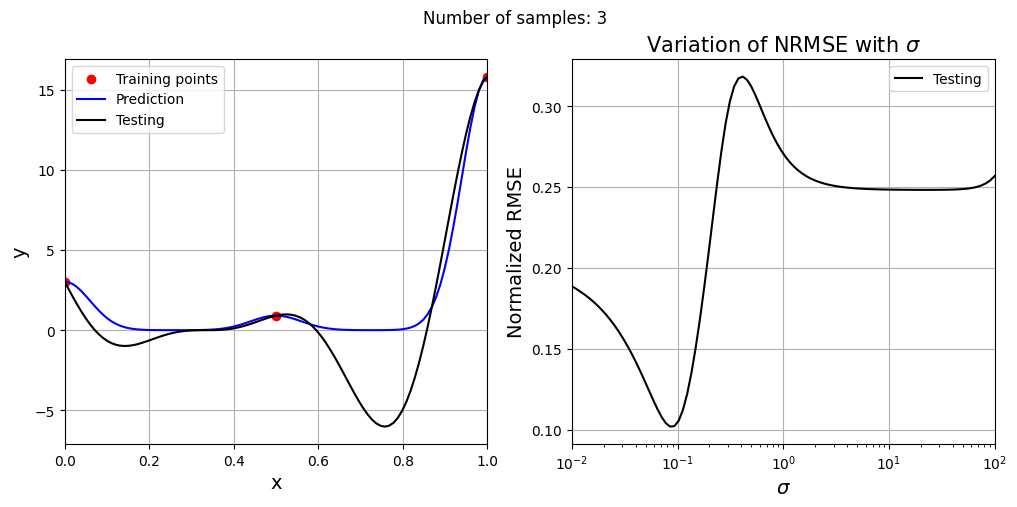 Number of samples: 3
Training points
Prediction
Testing
15
10
5
0
−5
0.0 0.2 0.4 0.6 0.8 1.0
x
y
Variation of NRMSE with σ
Testing
0.30
0.25
0.20
0.15
0.10
10⁻² 10⁻¹ 10⁰ 10¹ 10²
σ
Normalized RMSE